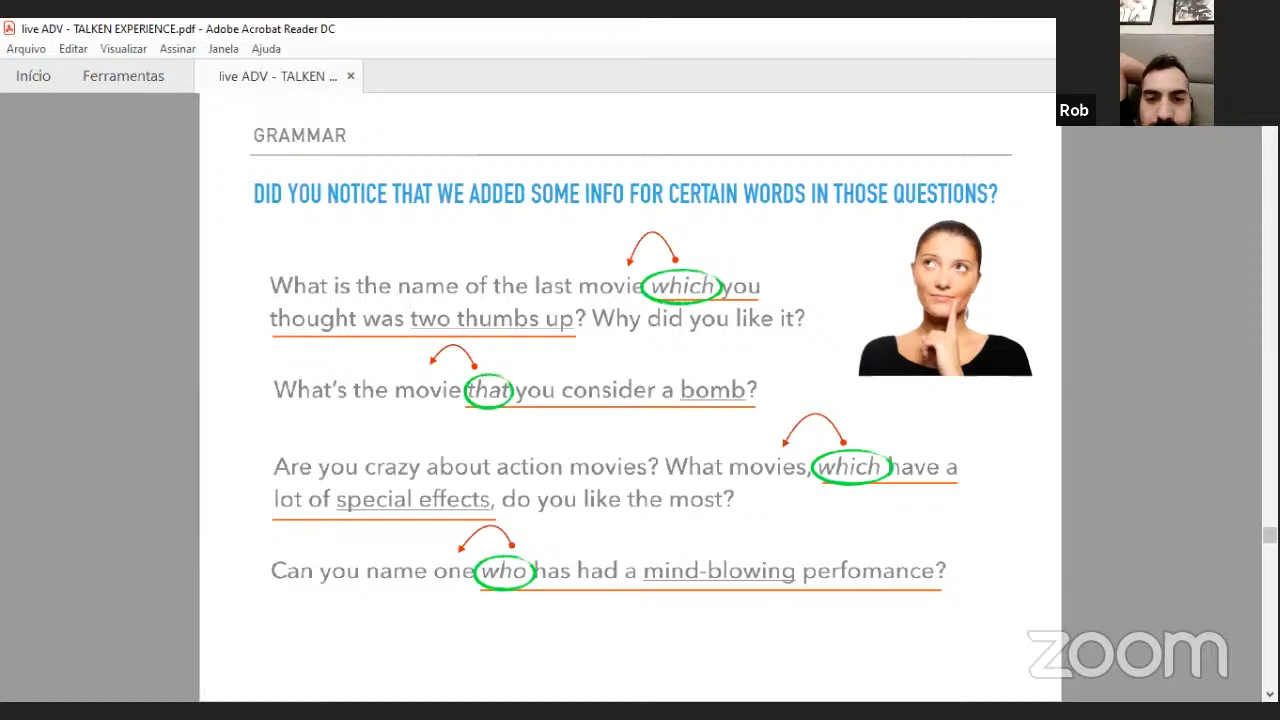 live ADV - TALKEN EXPERIENCE.pdf - Adobe Acrobat Reader DC
Arquivo Editar Visualizar Assinar Janela Ajuda
Início Ferramentas live ADV - TALKEN ... ×
Rob
GRAMMAR
DID YOU NOTICE THAT WE ADDED SOME INFO FOR CERTAIN WORDS IN THOSE QUESTIONS?
What is the name of the last movie which you
thought was two thumbs up? Why did you like it?
What's the movie that you consider a bomb?
Are you crazy about action movies? What movies, which have a
lot of special effects, do you like the most?
Can you name one who has had a mind-blowing perfomance?
zoom